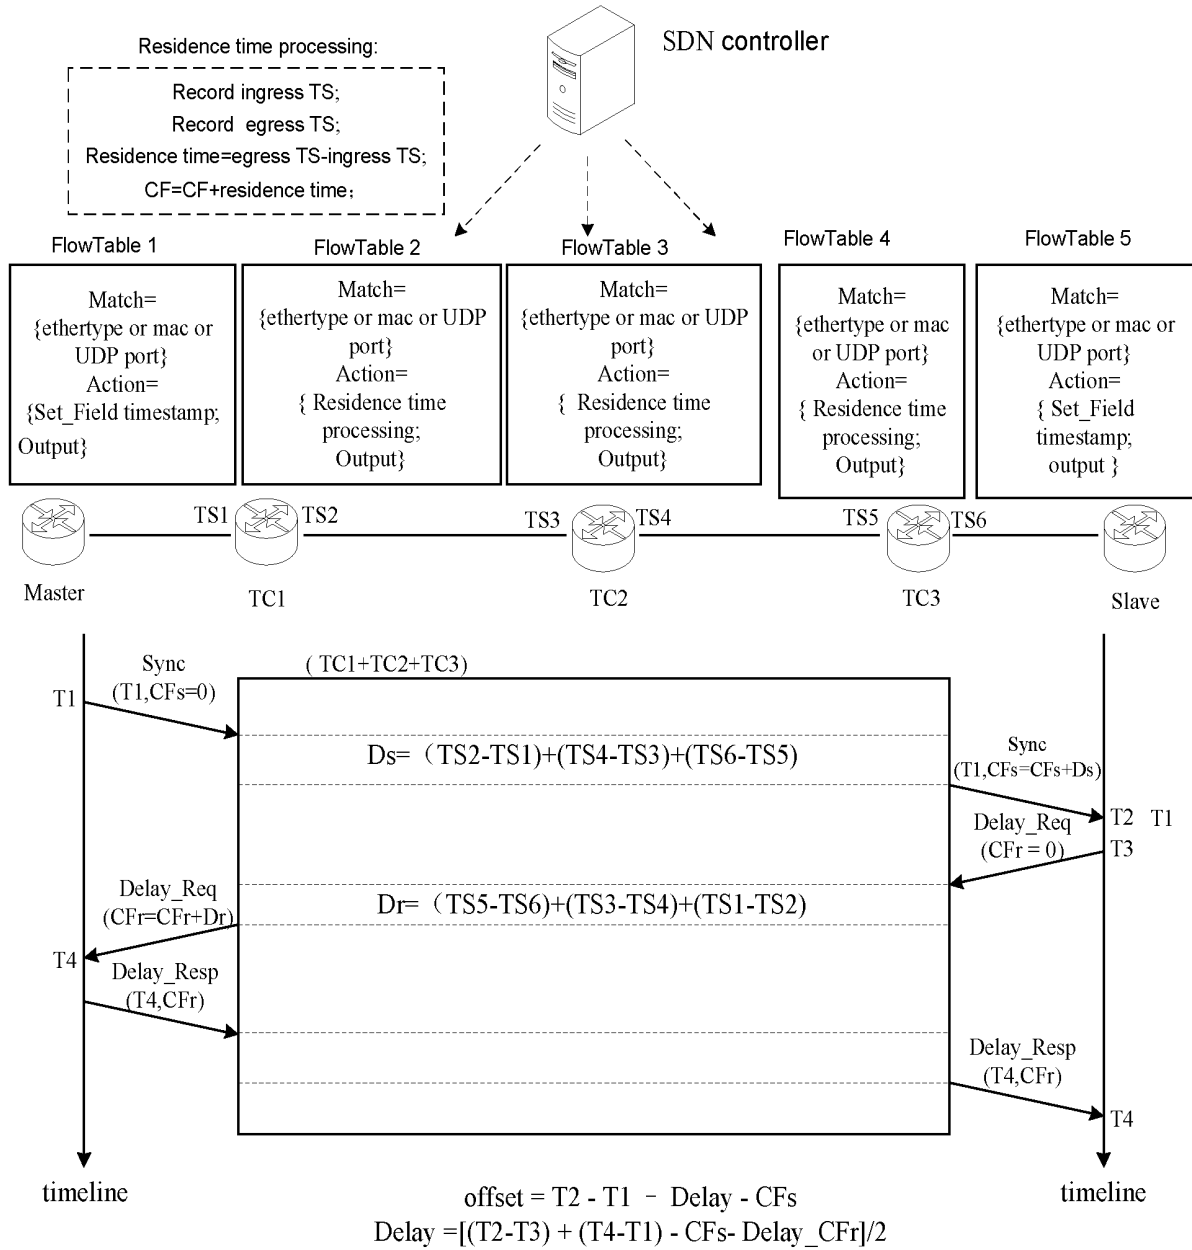 SDN controller
Residence time processing:
Record ingress TS;
Record egress TS;
Residence time=egress TS-ingress TS;
CF=CF+residence time;
FlowTable 1
Match=
{ethertype or mac or
UDP port}
Action=
{Set_Field timestamp;
Output}
FlowTable 2
Match=
{ethertype or mac or UDP
port}
Action=
{ Residence time
processing;
Output}
FlowTable 3
Match=
{ethertype or mac or UDP
port}
Action=
{ Residence time
processing;
Output}
FlowTable 4
Match=
{ethertype or mac
or UDP port}
Action=
{ Residence time
processing;
Output}
FlowTable 5
Match=
{ethertype or mac or
UDP port}
Action=
{ Set_Field
timestamp;
output }
TS1
TS2
TS3
TS4
TS5
TS6
Master
TC1
TC2
TC3
Slave
Sync
(T1,CFs=0)
T1
( TC1+TC2+TC3)
Ds= (TS2-TS1)+(TS4-TS3)+(TS6-TS5)
Sync
(T1,CFs=CFs+Ds)
T2 T1
Delay_Req
(CFr = 0)
T3
Delay_Req
(CFr=CFr+Dr)
Dr= (TS5-TS6)+(TS3-TS4)+(TS1-TS2)
T4
Delay_Resp
(T4,CFr)
Delay_Resp
(T4,CFr)
T4
timeline
timeline
offset = T2 - T1 - Delay - CFs
Delay =[(T2-T3) + (T4-T1) - CFs- Delay_CFr]/2